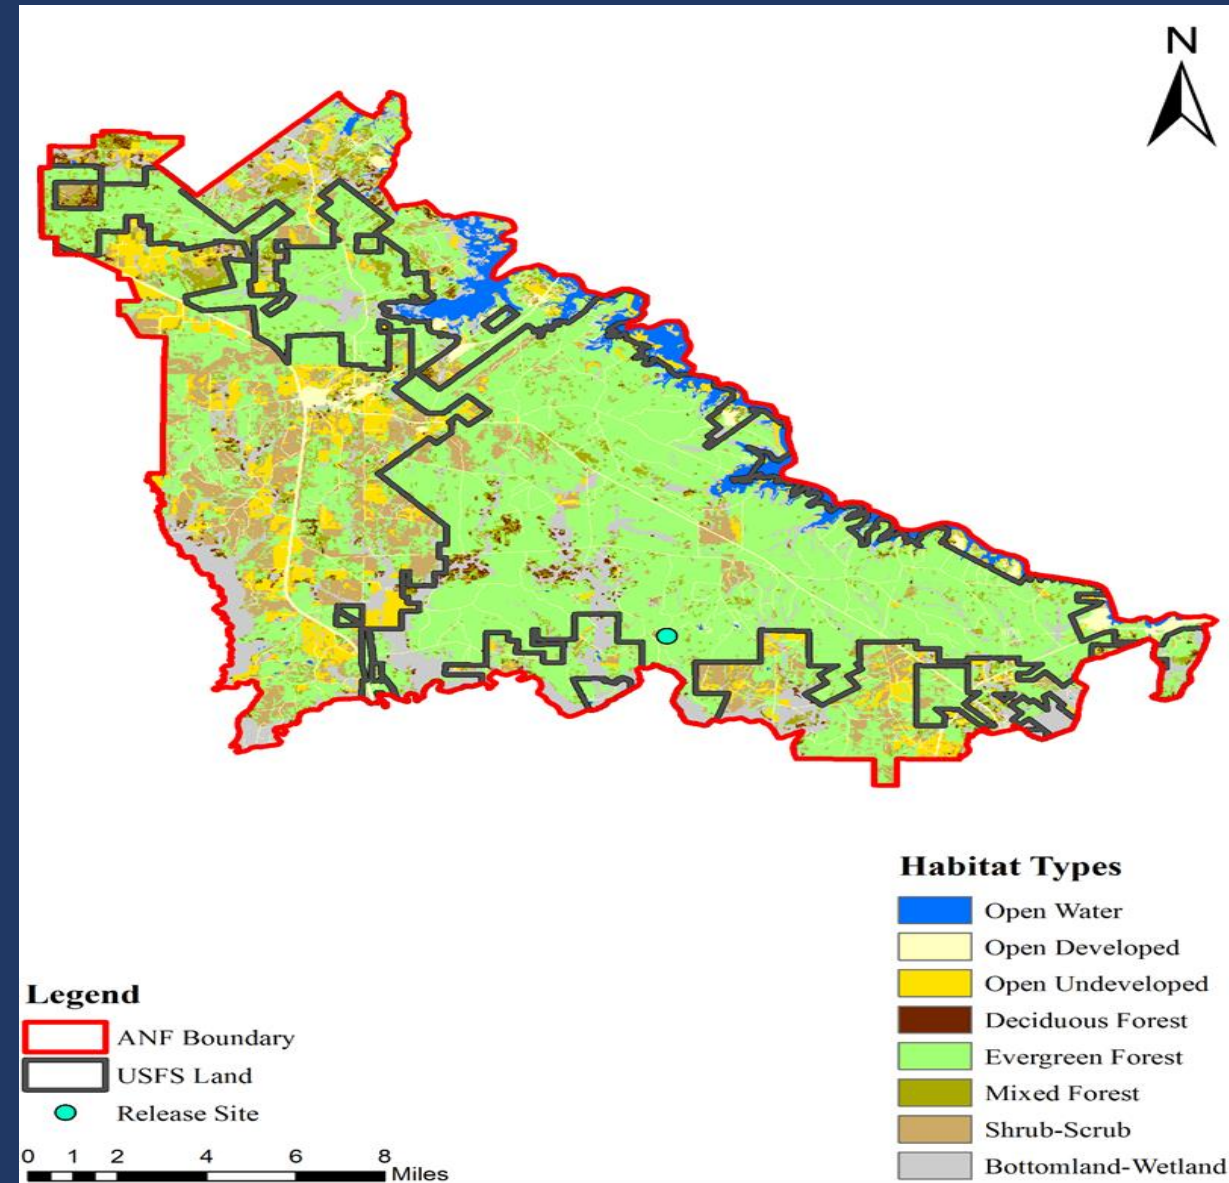 N
Habitat Types
Open Water
Open Developed
Open Undeveloped
Deciduous Forest
Evergreen Forest
Mixed Forest
Shrub-Scrub
Bottomland-Wetland
Legend
ANF Boundary
USFS Land
Release Site
0 1 2 4 6 8
Miles